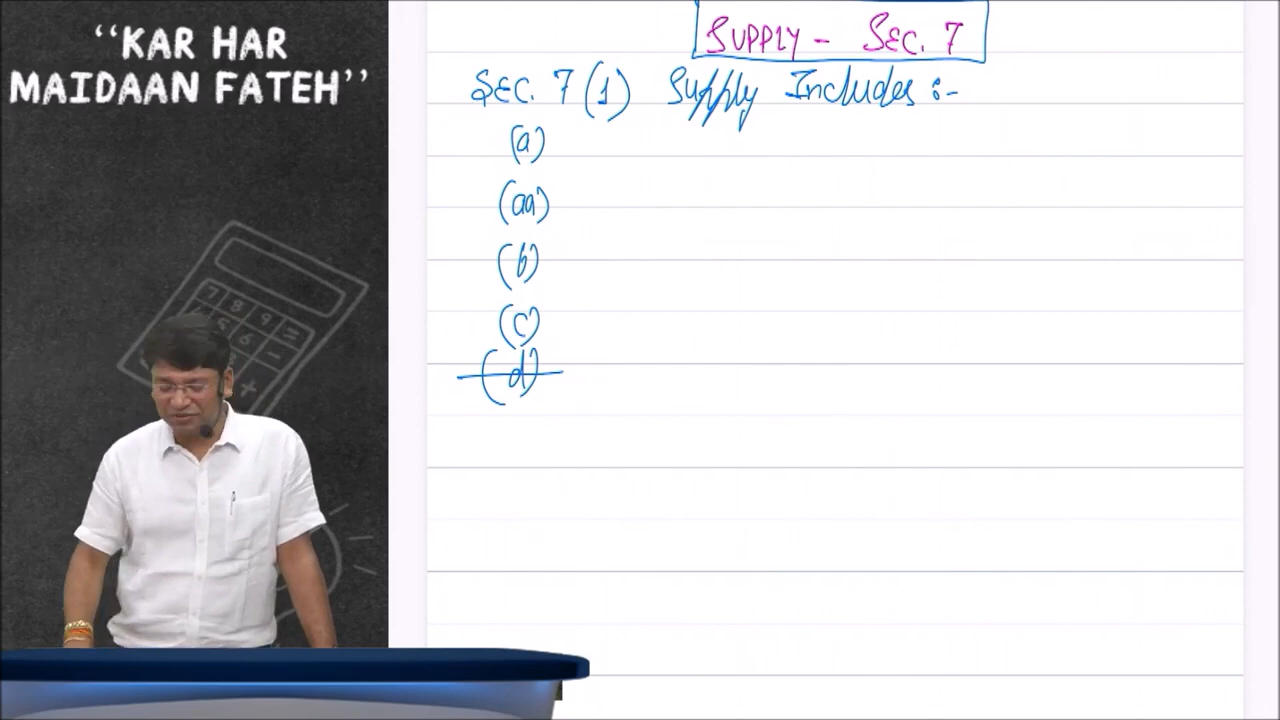 “KAR HAR
MAIDAAN FATEH”
SUPPLY - SEC. 7
SEC. 7 (1) Supply Includes :-
(a)
(aa)
(b)
(c)
(d)